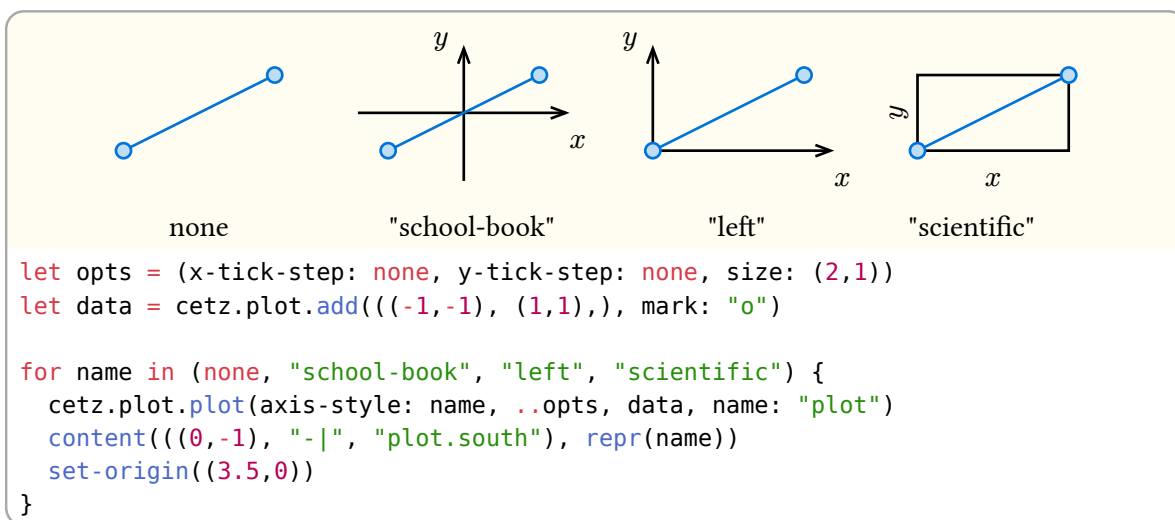 y y
y
x x x
none "school-book" "left" "scientific"
let opts = (x-tick-step: none, y-tick-step: none, size: (2,1))
let data = cetz.plot.add(((-1,-1), (1,1),), mark: "o")
for name in (none, "school-book", "left", "scientific") {
  cetz.plot.plot(axis-style: name, ..opts, data, name: "plot")
  content(((0,-1), "-|", "plot.south"), repr(name))
  set-origin((3.5,0))
}